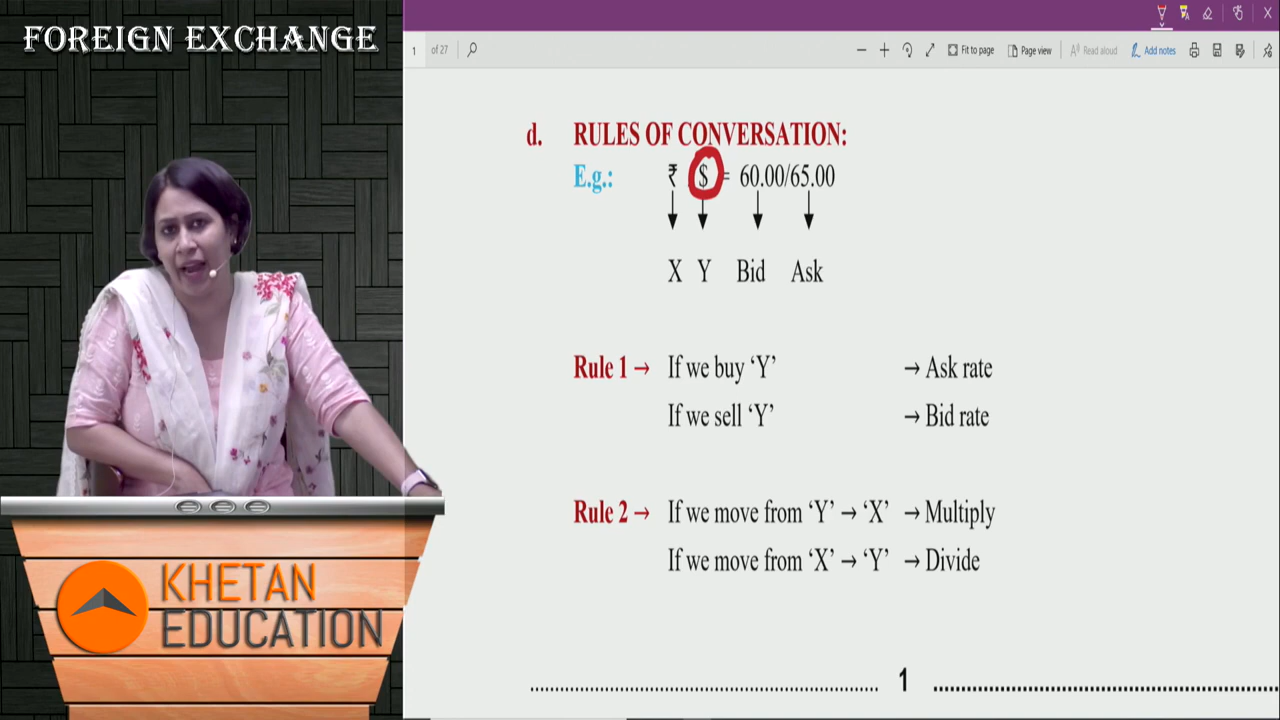 FOREIGN EXCHANGE
1 of 27
Fit to page
Page view
Read aloud
Add notes
d. RULES OF CONVERSATION:
E.g.: ₹ $ = 60.00/65.00
X Y Bid Ask
Rule 1 → If we buy ‘Y’ → Ask rate
If we sell ‘Y’ → Bid rate
Rule 2 → If we move from ‘Y’ → ‘X’ → Multiply
If we move from ‘X’ → ‘Y’ → Divide
1
KHETAN
EDUCATION